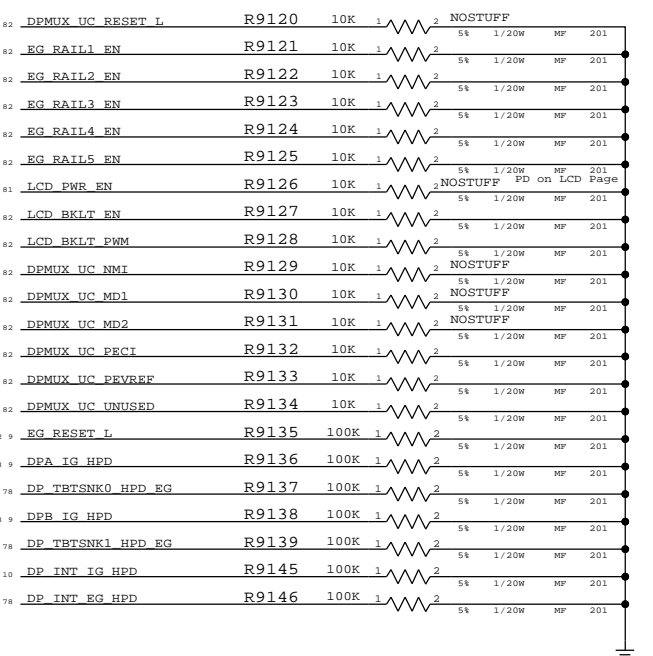 82 DPMUX_UC_RESET_L R9120 10K 1 2 NOSTUFF
5% 1/20W MF 201
82 EG_RAIL1_EN R9121 10K 1 2
5% 1/20W MF 201
82 EG_RAIL2_EN R9122 10K 1 2
5% 1/20W MF 201
82 EG_RAIL3_EN R9123 10K 1 2
5% 1/20W MF 201
82 EG_RAIL4_EN R9124 10K 1 2
5% 1/20W MF 201
82 EG_RAIL5_EN R9125 10K 1 2
5% 1/20W MF 201
81 LCD_PWR_EN R9126 10K 1 2 NOSTUFF PD on LCD Page
5% 1/20W MF 201
82 LCD_BKLT_EN R9127 10K 1 2
5% 1/20W MF 201
82 LCD_BKLT_PWM R9128 10K 1 2
5% 1/20W MF 201
82 DPMUX_UC_NMI R9129 10K 1 2 NOSTUFF
5% 1/20W MF 201
82 DPMUX_UC_MD1 R9130 10K 1 2 NOSTUFF
5% 1/20W MF 201
82 DPMUX_UC_MD2 R9131 10K 1 2 NOSTUFF
5% 1/20W MF 201
82 DPMUX_UC_PECI R9132 10K 1 2
5% 1/20W MF 201
82 DPMUX_UC_PEVREF R9133 10K 1 2
5% 1/20W MF 201
82 DPMUX_UC_UNUSED R9134 10K 1 2
5% 1/20W MF 201
9 EG_RESET_L R9135 100K 1 2
5% 1/20W MF 201
9 DPA_IG_HPD R9136 100K 1 2
5% 1/20W MF 201
78 DP_TBTSNK0_HPD_EG R9137 100K 1 2
5% 1/20W MF 201
9 DPB_IG_HPD R9138 100K 1 2
5% 1/20W MF 201
78 DP_TBTSNK1_HPD_EG R9139 100K 1 2
5% 1/20W MF 201
10 DP_INT_IG_HPD R9145 100K 1 2
5% 1/20W MF 201
78 DP_INT_EG_HPD R9146 100K 1 2
5% 1/20W MF 201